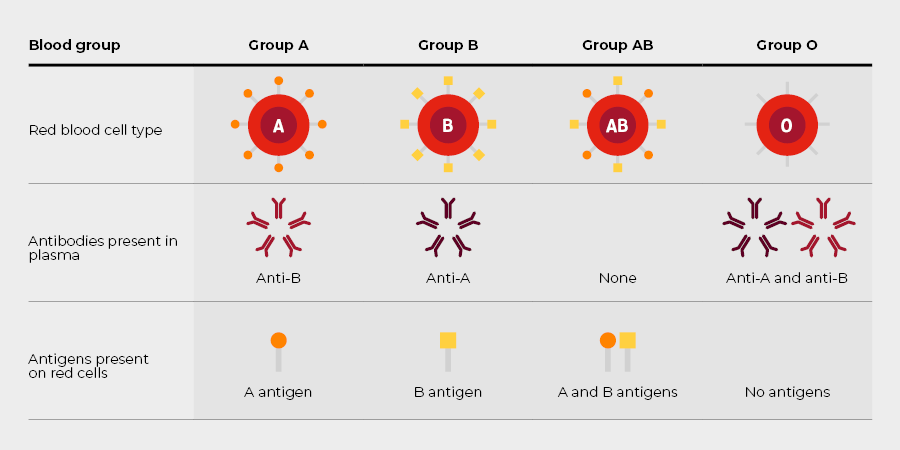 Blood group Group A Group B Group AB Group O
Red blood cell type A B AB O
Antibodies present in
plasma
Anti-B Anti-A None Anti-A and anti-B
Antigens present
on red cells
A antigen B antigen A and B antigens No antigens